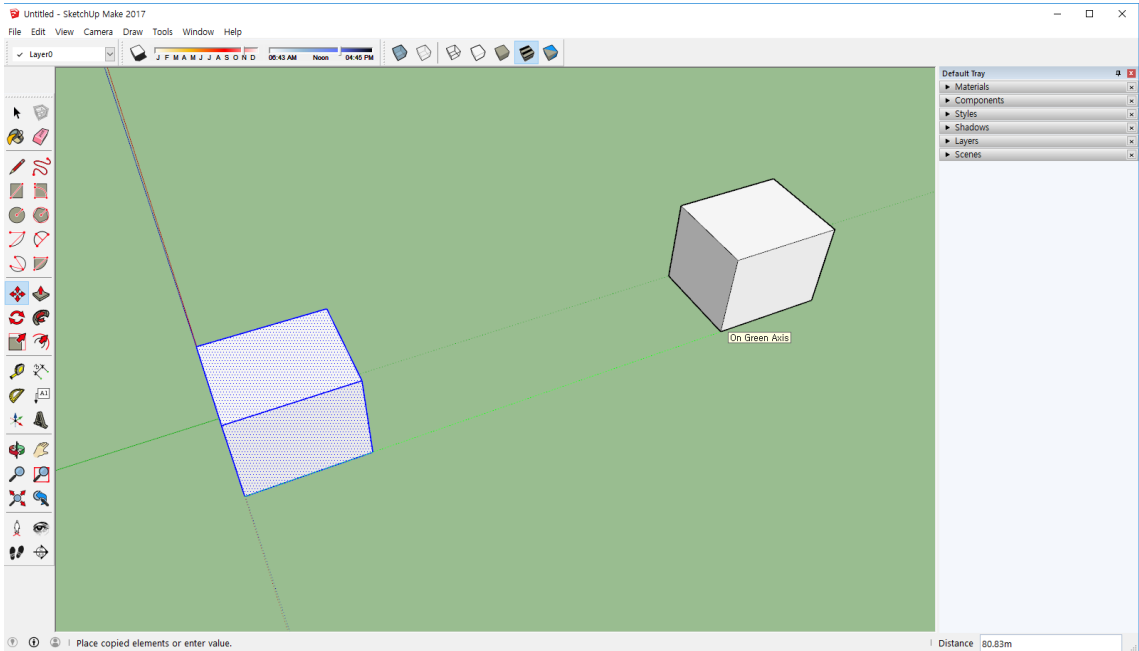 Untitled - SketchUp Make 2017
File Edit View Camera Draw Tools Window Help
Layer0
J F M A M J J A S O N D
06:43 AM Noon 04:45 PM
Default Tray
Materials
Components
Styles
Shadows
Layers
Scenes
On Green Axis
A1
Place copied elements or enter value.
Distance 80.83m